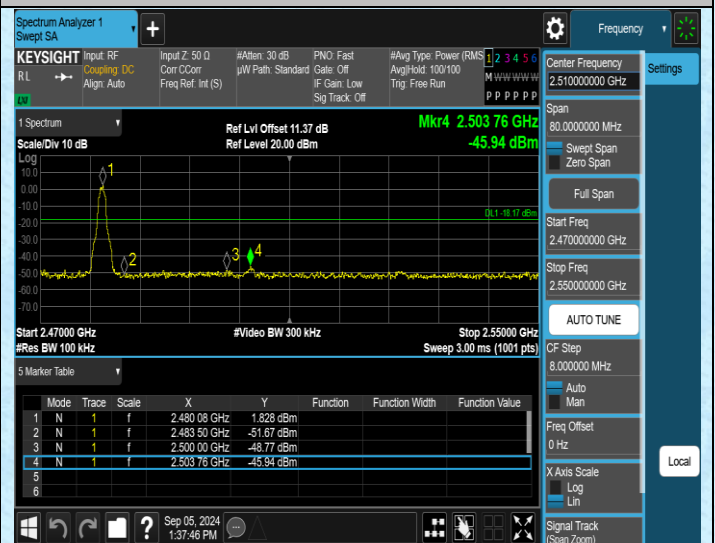 Spectrum Analyzer 1
Swept SA
Frequency
KEYSIGHT
RL
LXI
Input: RF
Coupling: DC
Align: Auto
Input Z: 50 Ω
Corr CCorr
Freq Ref: Int (S)
#Atten: 30 dB
µW Path: Standard
PNO: Fast
Gate: Off
IF Gain: Low
Sig Track: Off
#Avg Type: Power (RMS
Avg|Hold: 100/100
Trig: Free Run
1 2 3 4 5 6
M W W W W W
P P P P P P
Center Frequency
2.510000000 GHz
Settings
Span
80.0000000 MHz
Swept Span
Zero Span
Full Span
Start Freq
2.470000000 GHz
Stop Freq
2.550000000 GHz
AUTO TUNE
CF Step
8.000000 MHz
Auto
Man
Freq Offset
0 Hz
X Axis Scale
Log
Lin
Signal Track
(Span Zoom)
Local
1 Spectrum
Scale/Div 10 dB
Ref Lvl Offset 11.37 dB
Ref Level 20.00 dBm
Mkr4 2.503 76 GHz
-45.94 dBm
Log
10.0
0.00
-10.0
-20.0
-30.0
-40.0
-50.0
-60.0
-70.0
1
2
3
4
DL1 -18.17 dBm
Start 2.47000 GHz
#Res BW 100 kHz
#Video BW 300 kHz
Stop 2.55000 GHz
Sweep 3.00 ms (1001 pts)
5 Marker Table
Mode Trace Scale X Y Function Function Width Function Value
1 N 1 f 2.480 08 GHz 1.828 dBm
2 N 1 f 2.483 50 GHz -51.67 dBm
3 N 1 f 2.500 00 GHz -48.77 dBm
4 N 1 f 2.503 76 GHz -45.94 dBm
5
6
?
Sep 05, 2024
1:37:46 PM